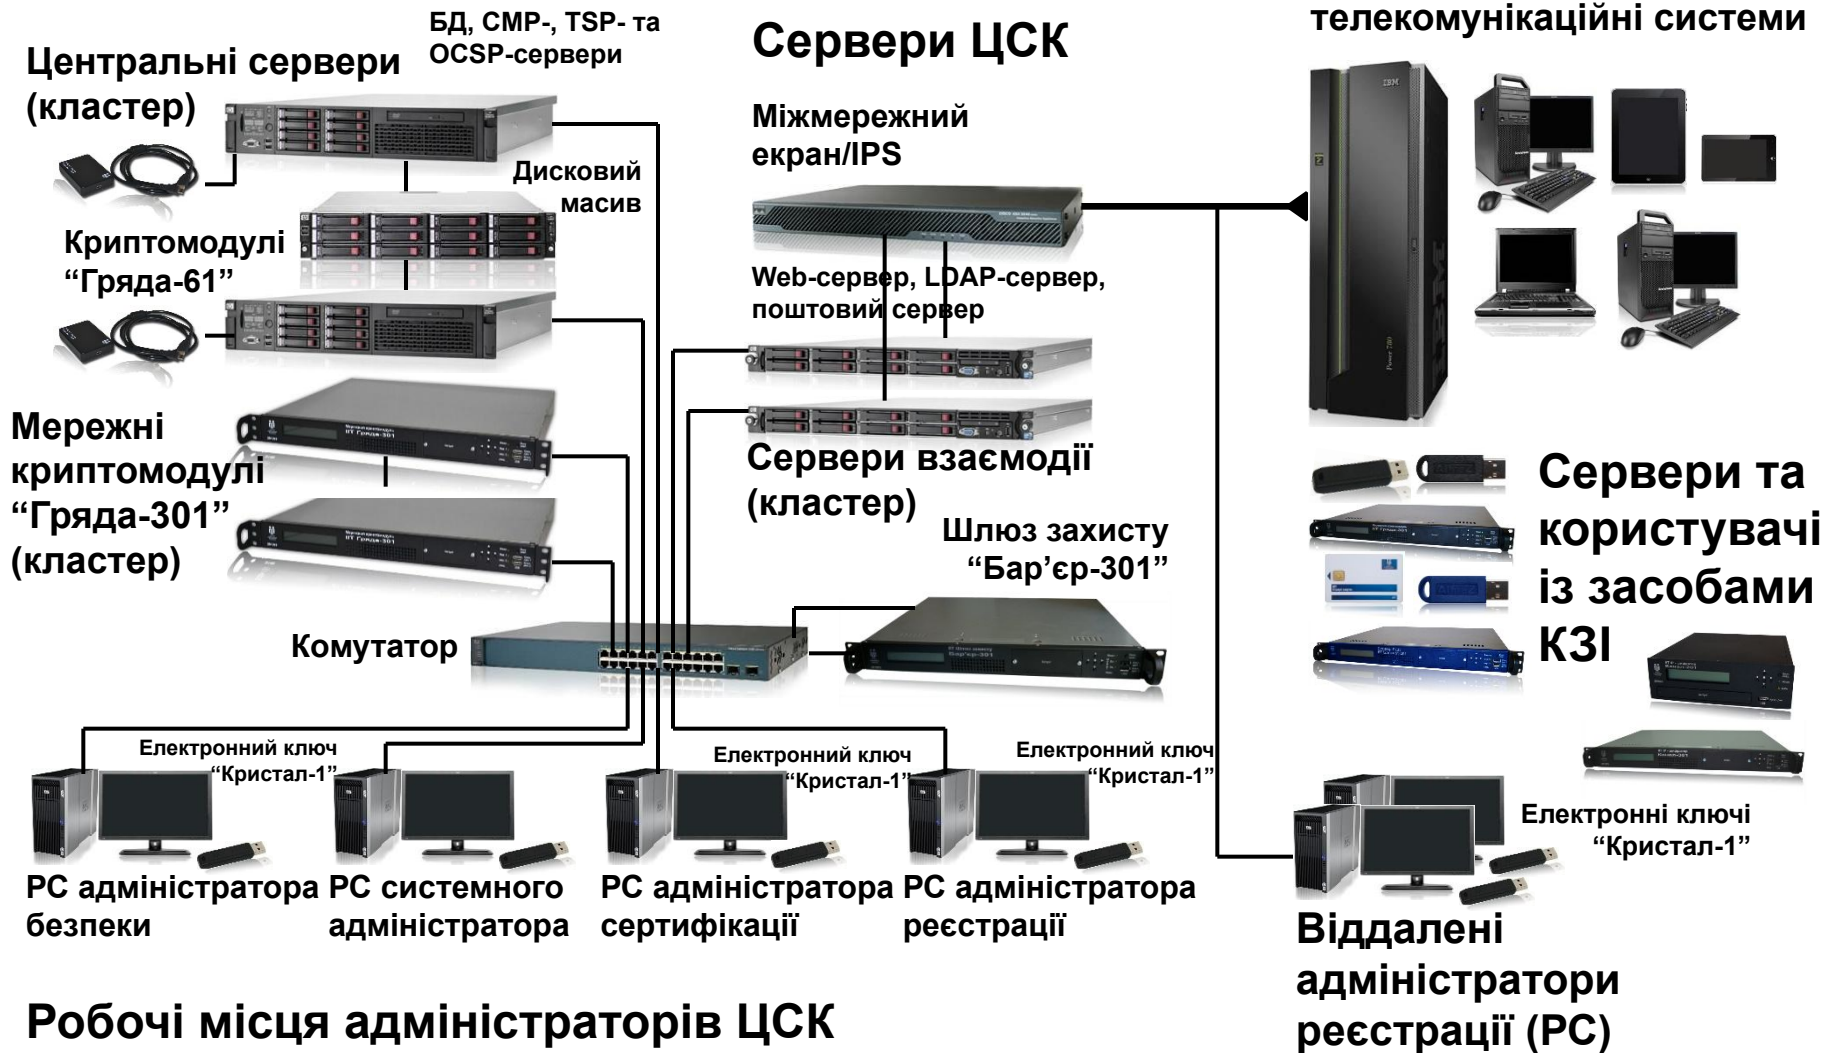 БД, CMP-, TSP- та
OCSP-сервери
Центральні сервери
(кластер)
Дисковий
масив
Криптомодулі
“Гряда-61”
Мережні
криптомодулі
“Гряда-301”
(кластер)
Сервери ЦСК
Міжмережний
екран/IPS
Web-сервер, LDAP-сервер,
поштовий сервер
Сервери взаємодії
(кластер)
Шлюз захисту
“Бар’єр-301”
Комутатор
телекомунікаційні системи
IBM
Сервери та
користувачі
із засобами
КЗІ
Електронний ключ
“Кристал-1”
Електронний ключ
“Кристал-1”
Електронний ключ
“Кристал-1”
Електронні ключі
“Кристал-1”
РС адміністратора
безпеки
РС системного
адміністратора
РС адміністратора
сертифікації
РС адміністратора
реєстрації
Віддалені
адміністратори
реєстрації (РС)
Робочі місця адміністраторів ЦСК